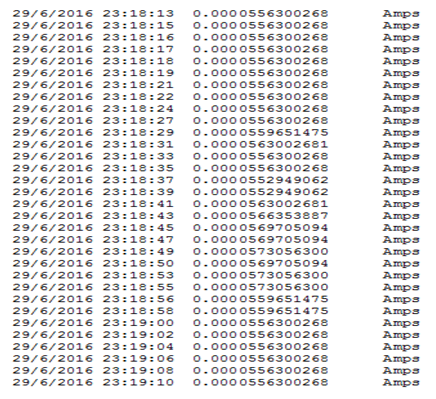 29/6/2016 23:18:13 0.0000556300268 Amps
29/6/2016 23:18:15 0.0000556300268 Amps
29/6/2016 23:18:16 0.0000556300268 Amps
29/6/2016 23:18:17 0.0000556300268 Amps
29/6/2016 23:18:18 0.0000556300268 Amps
29/6/2016 23:18:19 0.0000556300268 Amps
29/6/2016 23:18:21 0.0000556300268 Amps
29/6/2016 23:18:22 0.0000556300268 Amps
29/6/2016 23:18:24 0.0000556300268 Amps
29/6/2016 23:18:27 0.0000556300268 Amps
29/6/2016 23:18:29 0.0000559651475 Amps
29/6/2016 23:18:31 0.0000563002681 Amps
29/6/2016 23:18:33 0.0000556300268 Amps
29/6/2016 23:18:35 0.0000556300268 Amps
29/6/2016 23:18:37 0.0000552949062 Amps
29/6/2016 23:18:39 0.0000552949062 Amps
29/6/2016 23:18:41 0.0000563002681 Amps
29/6/2016 23:18:43 0.0000566353887 Amps
29/6/2016 23:18:45 0.0000569705094 Amps
29/6/2016 23:18:47 0.0000569705094 Amps
29/6/2016 23:18:49 0.0000573056300 Amps
29/6/2016 23:18:50 0.0000569705094 Amps
29/6/2016 23:18:53 0.0000573056300 Amps
29/6/2016 23:18:55 0.0000573056300 Amps
29/6/2016 23:18:56 0.0000559651475 Amps
29/6/2016 23:18:58 0.0000559651475 Amps
29/6/2016 23:19:00 0.0000556300268 Amps
29/6/2016 23:19:02 0.0000556300268 Amps
29/6/2016 23:19:04 0.0000556300268 Amps
29/6/2016 23:19:06 0.0000556300268 Amps
29/6/2016 23:19:08 0.0000556300268 Amps
29/6/2016 23:19:10 0.0000556300268 Amps